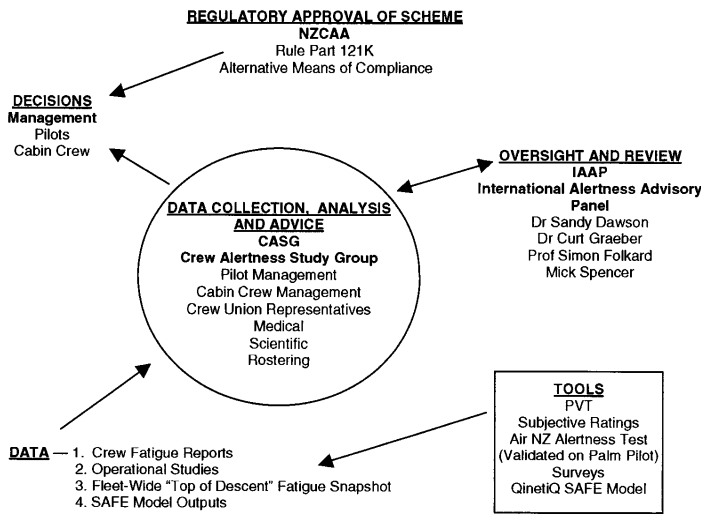 REGULATORY APPROVAL OF SCHEME
NZCAA
Rule Part 121K
Alternative Means of Compliance
DECISIONS
Management
Pilots
Cabin Crew
OVERSIGHT AND REVIEW
IAAP
International Alertness Advisory
Panel
Dr Sandy Dawson
Dr Curt Graeber
Prof Simon Folkard
Mick Spencer
DATA COLLECTION, ANALYSIS
AND ADVICE
CASG
Crew Alertness Study Group
Pilot Management
Cabin Crew Management
Crew Union Representatives
Medical
Scientific
Rostering
TOOLS
PVT
Subjective Ratings
Air NZ Alertness Test
(Validated on Palm Pilot)
Surveys
QinetiQ SAFE Model
DATA — 1. Crew Fatigue Reports
2. Operational Studies
3. Fleet-Wide “Top of Descent” Fatigue Snapshot
4. SAFE Model Outputs